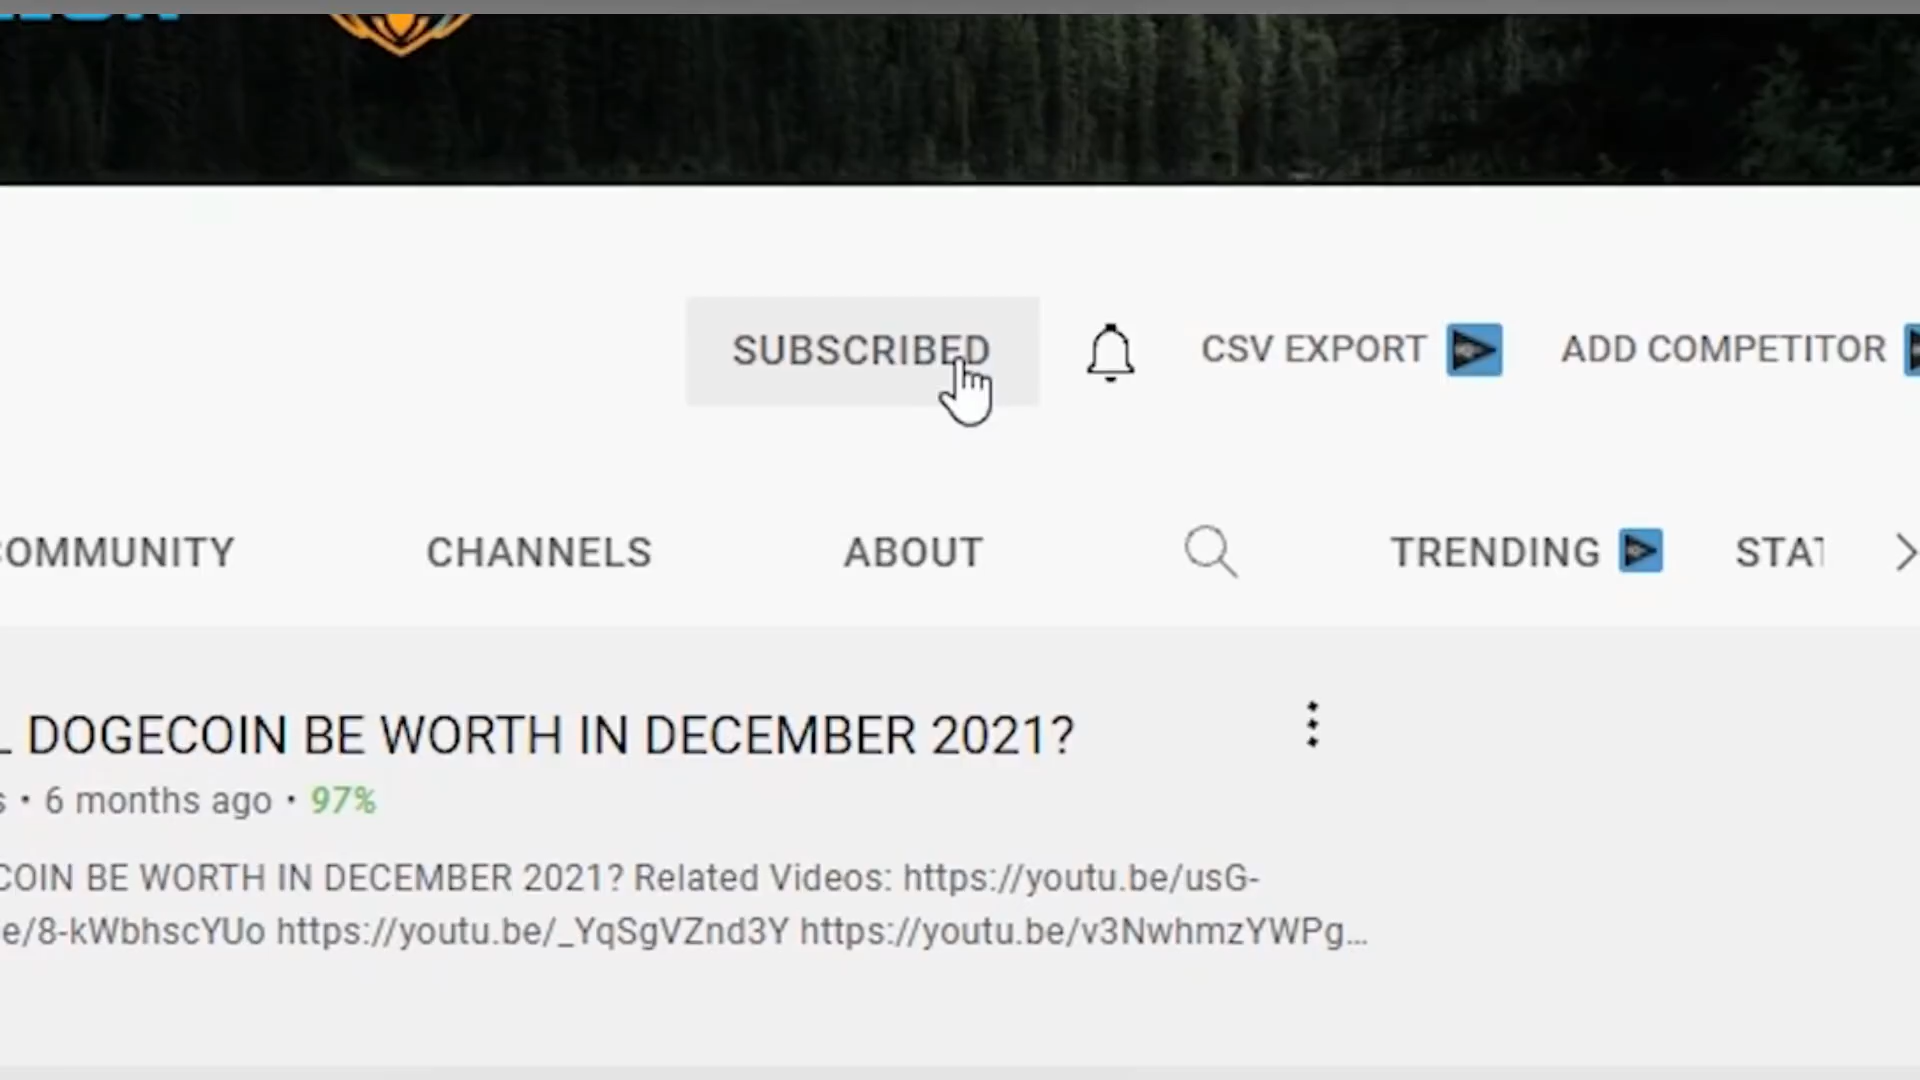 SUBSCRIBED CSV EXPORT ADD COMPETITOR
OMMUNITY CHANNELS ABOUT TRENDING STAT
DOGECOIN BE WORTH IN DECEMBER 2021?
s • 6 months ago • 97%
COIN BE WORTH IN DECEMBER 2021? Related Videos: https://youtu.be/usG-
e/8-kWbhscYUo https://youtu.be/_YqSgVZnd3Y https://youtu.be/v3NwhmzYWPg...